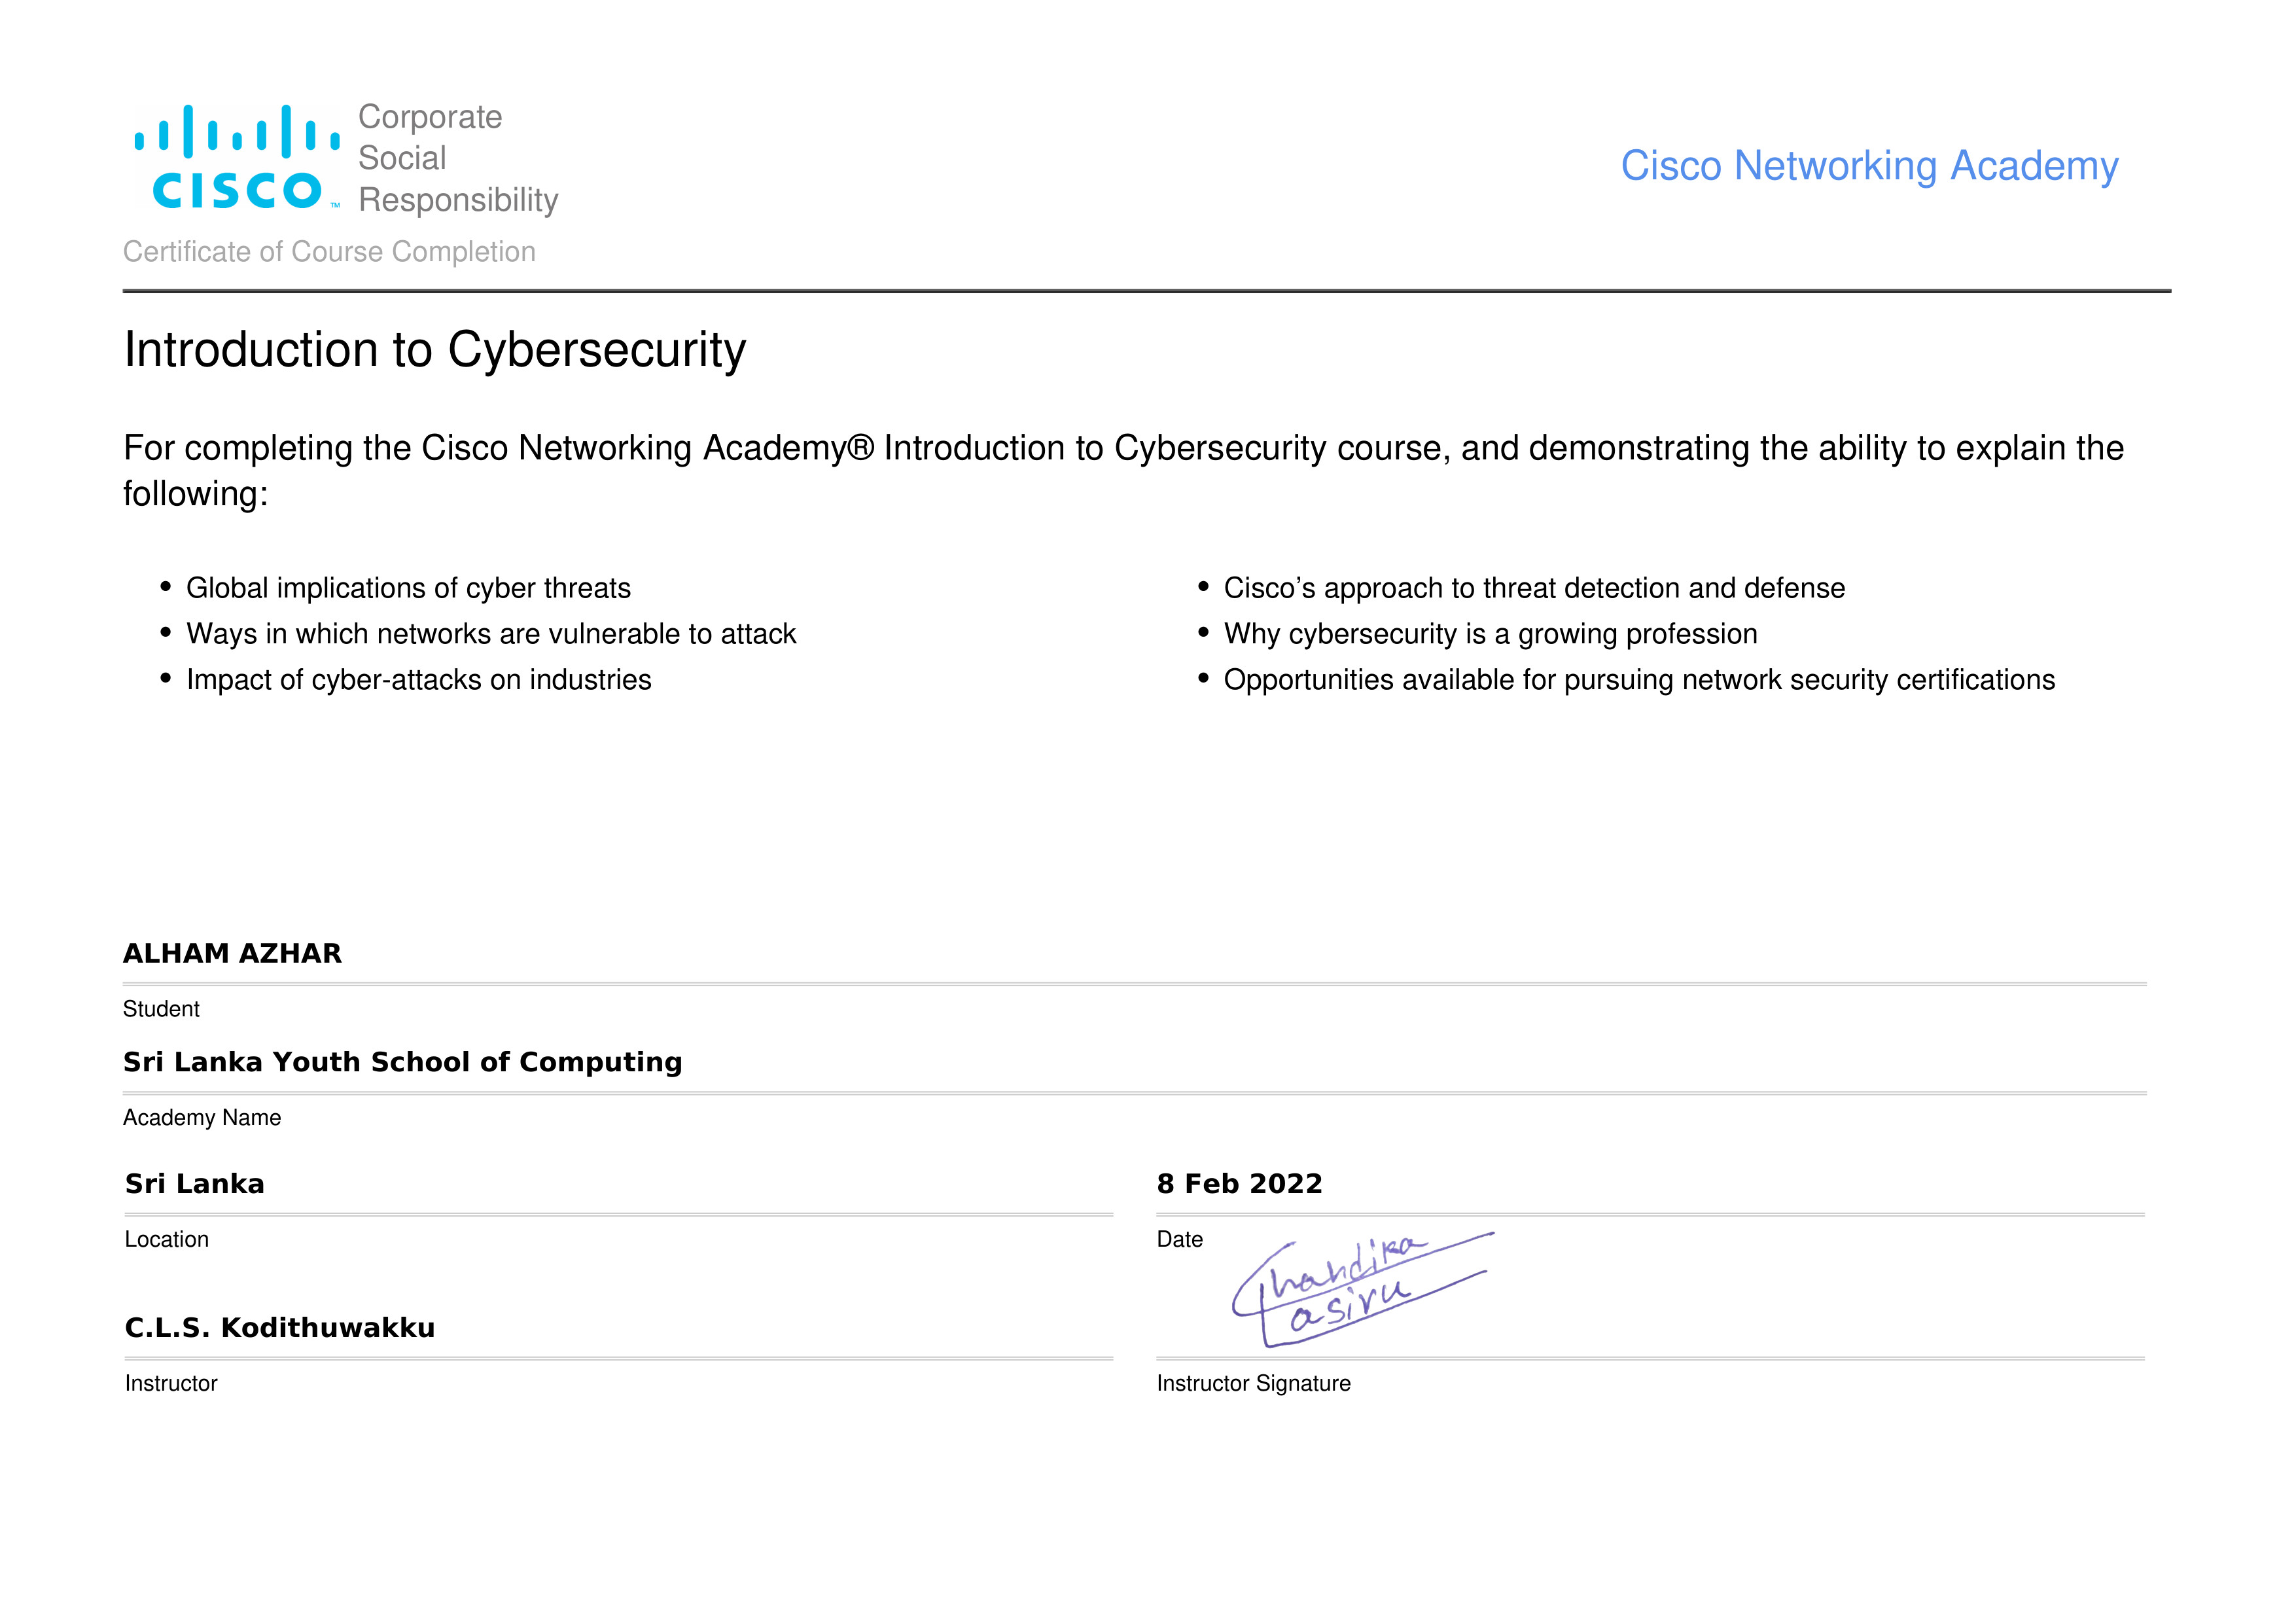 Corporate
Social
Responsibility
CISCO™
Cisco Networking Academy
Certificate of Course Completion
Introduction to Cybersecurity
For completing the Cisco Networking Academy® Introduction to Cybersecurity course, and demonstrating the ability to explain the
following:
• Global implications of cyber threats
• Ways in which networks are vulnerable to attack
• Impact of cyber-attacks on industries
• Cisco’s approach to threat detection and defense
• Why cybersecurity is a growing profession
• Opportunities available for pursuing network security certifications
ALHAM AZHAR
Student
Sri Lanka Youth School of Computing
Academy Name
Sri Lanka
Location
8 Feb 2022
Date
C.L.S. Kodithuwakku
Instructor
Chandika
Lasiru
Instructor Signature